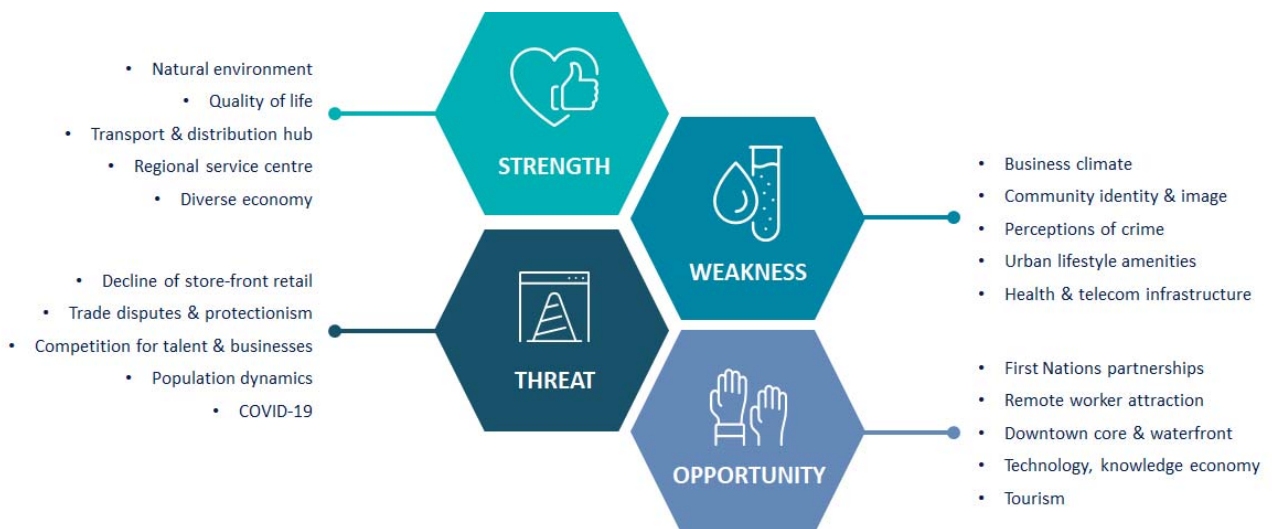 • Natural environment
• Quality of life
• Transport & distribution hub
• Regional service centre
• Diverse economy
STRENGTH
• Business climate
• Community identity & image
• Perceptions of crime
• Urban lifestyle amenities
• Health & telecom infrastructure
WEAKNESS
• Decline of store-front retail
• Trade disputes & protectionism
• Competition for talent & businesses
• Population dynamics
• COVID-19
THREAT
• First Nations partnerships
• Remote worker attraction
• Downtown core & waterfront
• Technology, knowledge economy
• Tourism
OPPORTUNITY